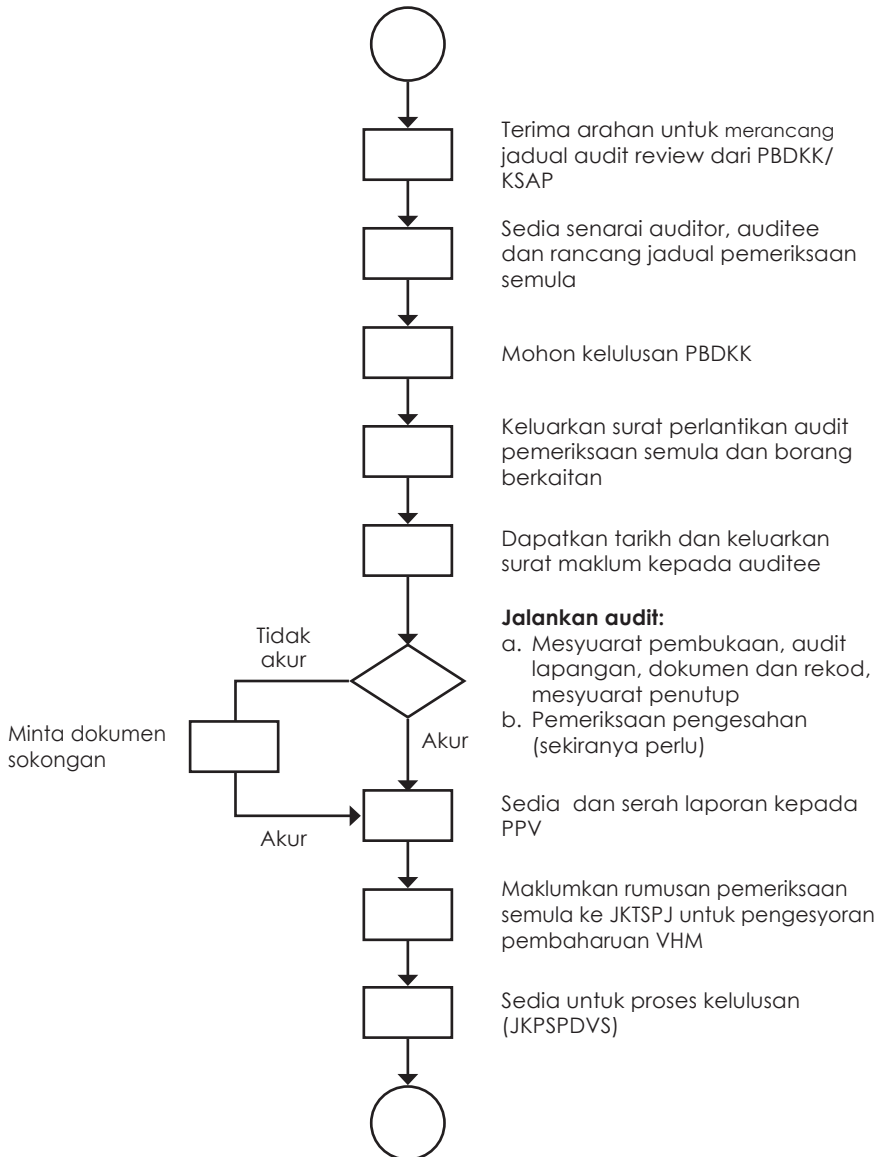 Terima arahan untuk merancang
jadual audit review dari PBDKK/
KSAP
Sedia senarai auditor, auditee
dan rancang jadual pemeriksaan
semula
Mohon kelulusan PBDKK
Keluarkan surat perlantikan audit
pemeriksaan semula dan borang
berkaitan
Dapatkan tarikh dan keluarkan
surat maklum kepada auditee
Jalankan audit:
a. Mesyuarat pembukaan, audit
lapangan, dokumen dan rekod,
mesyuarat penutup
b. Pemeriksaan pengesahan
(sekiranya perlu)
Tidak
akur
Akur
Minta dokumen
sokongan
Akur
Sedia dan serah laporan kepada
PPV
Maklumkan rumusan pemeriksaan
semula ke JKTSPJ untuk pengesyoran
pembaharuan VHM
Sedia untuk proses kelulusan
(JKPSPDVS)